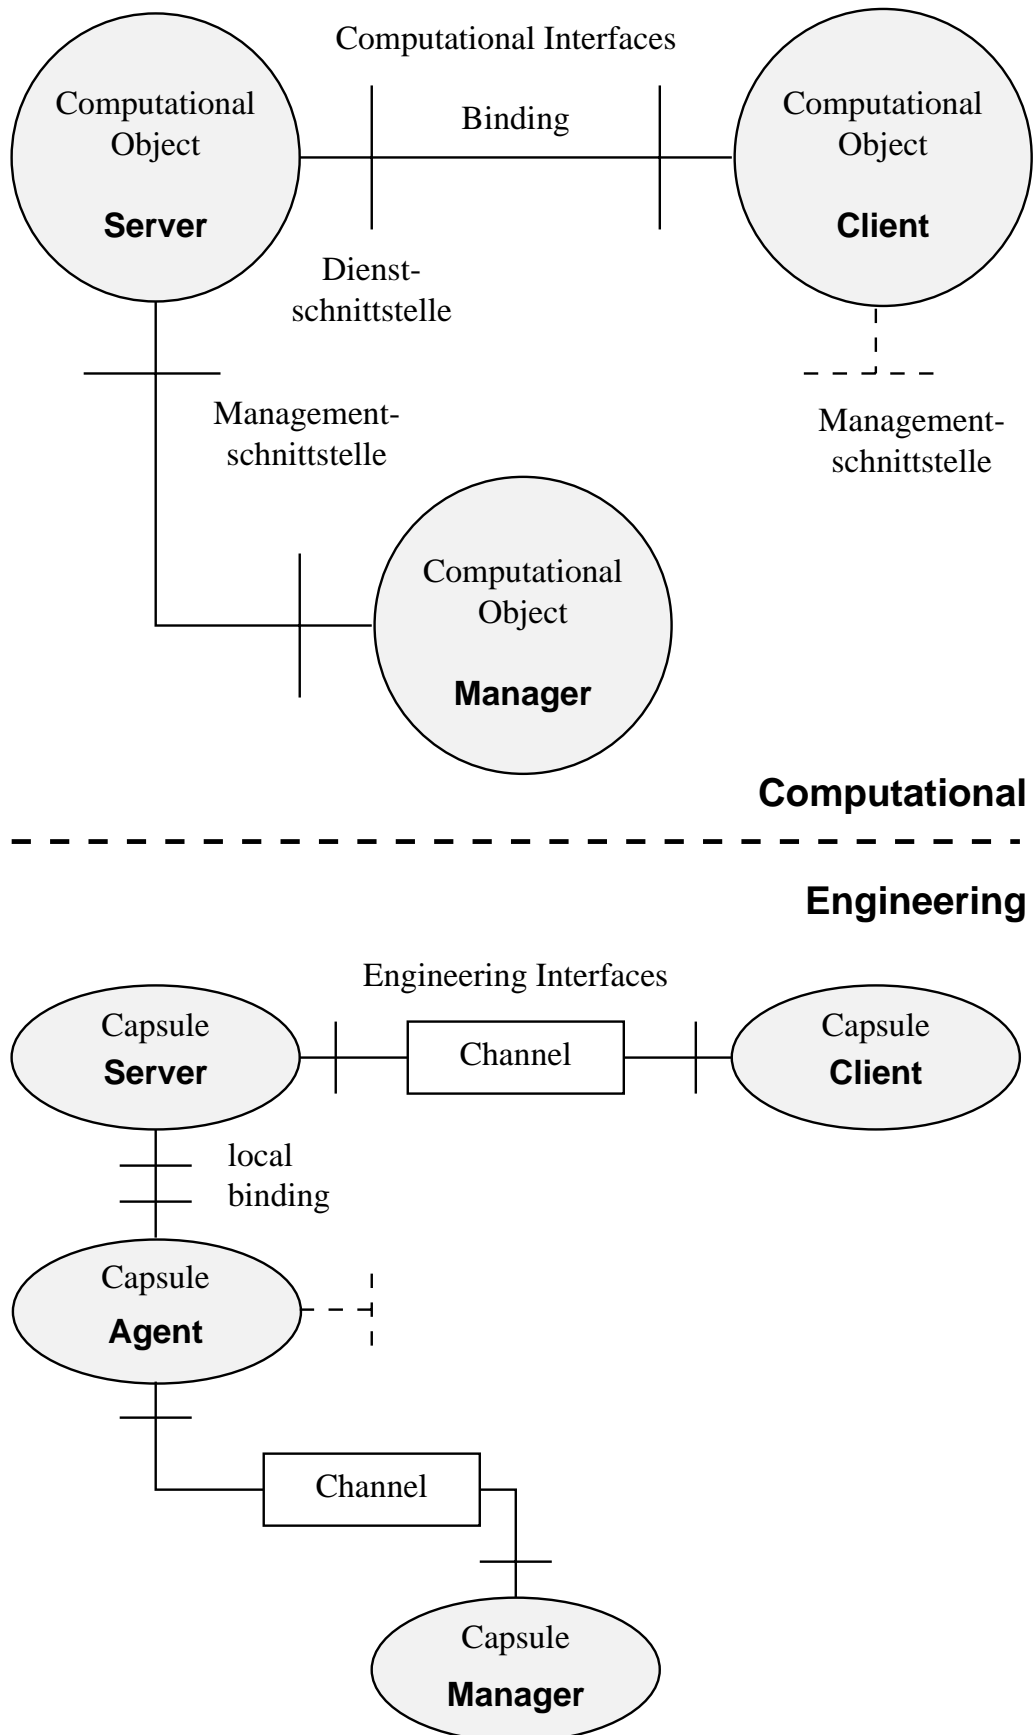 Computational Interfaces
Computational
Object
Server
Binding
Computational
Object
Client
Dienst-
schnittstelle
Management-
schnittstelle
Management-
schnittstelle
Computational
Object
Manager
Computational
Engineering
Engineering Interfaces
Capsule
Server
Channel
Capsule
Client
local
binding
Capsule
Agent
Channel
Capsule
Manager